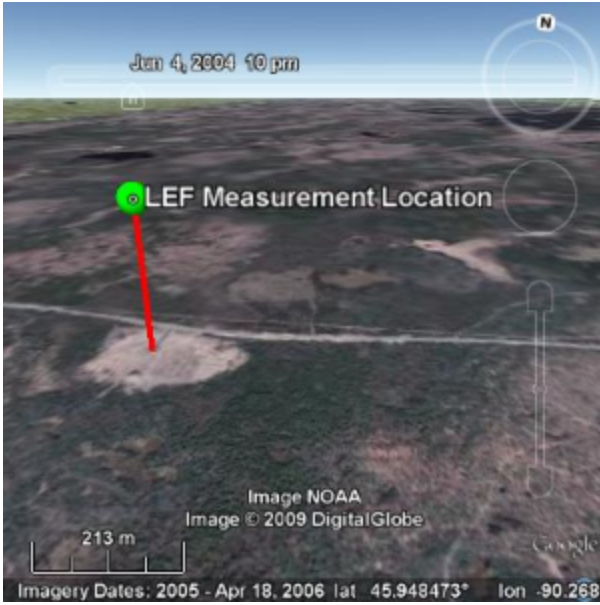 N
Jun 4, 2004 10 pm
LEF Measurement Location
Image NOAA
Image © 2009 DigitalGlobe
213 m
Google
Imagery Dates: 2005 - Apr 18, 2006 lat 45.948473° lon -90.268